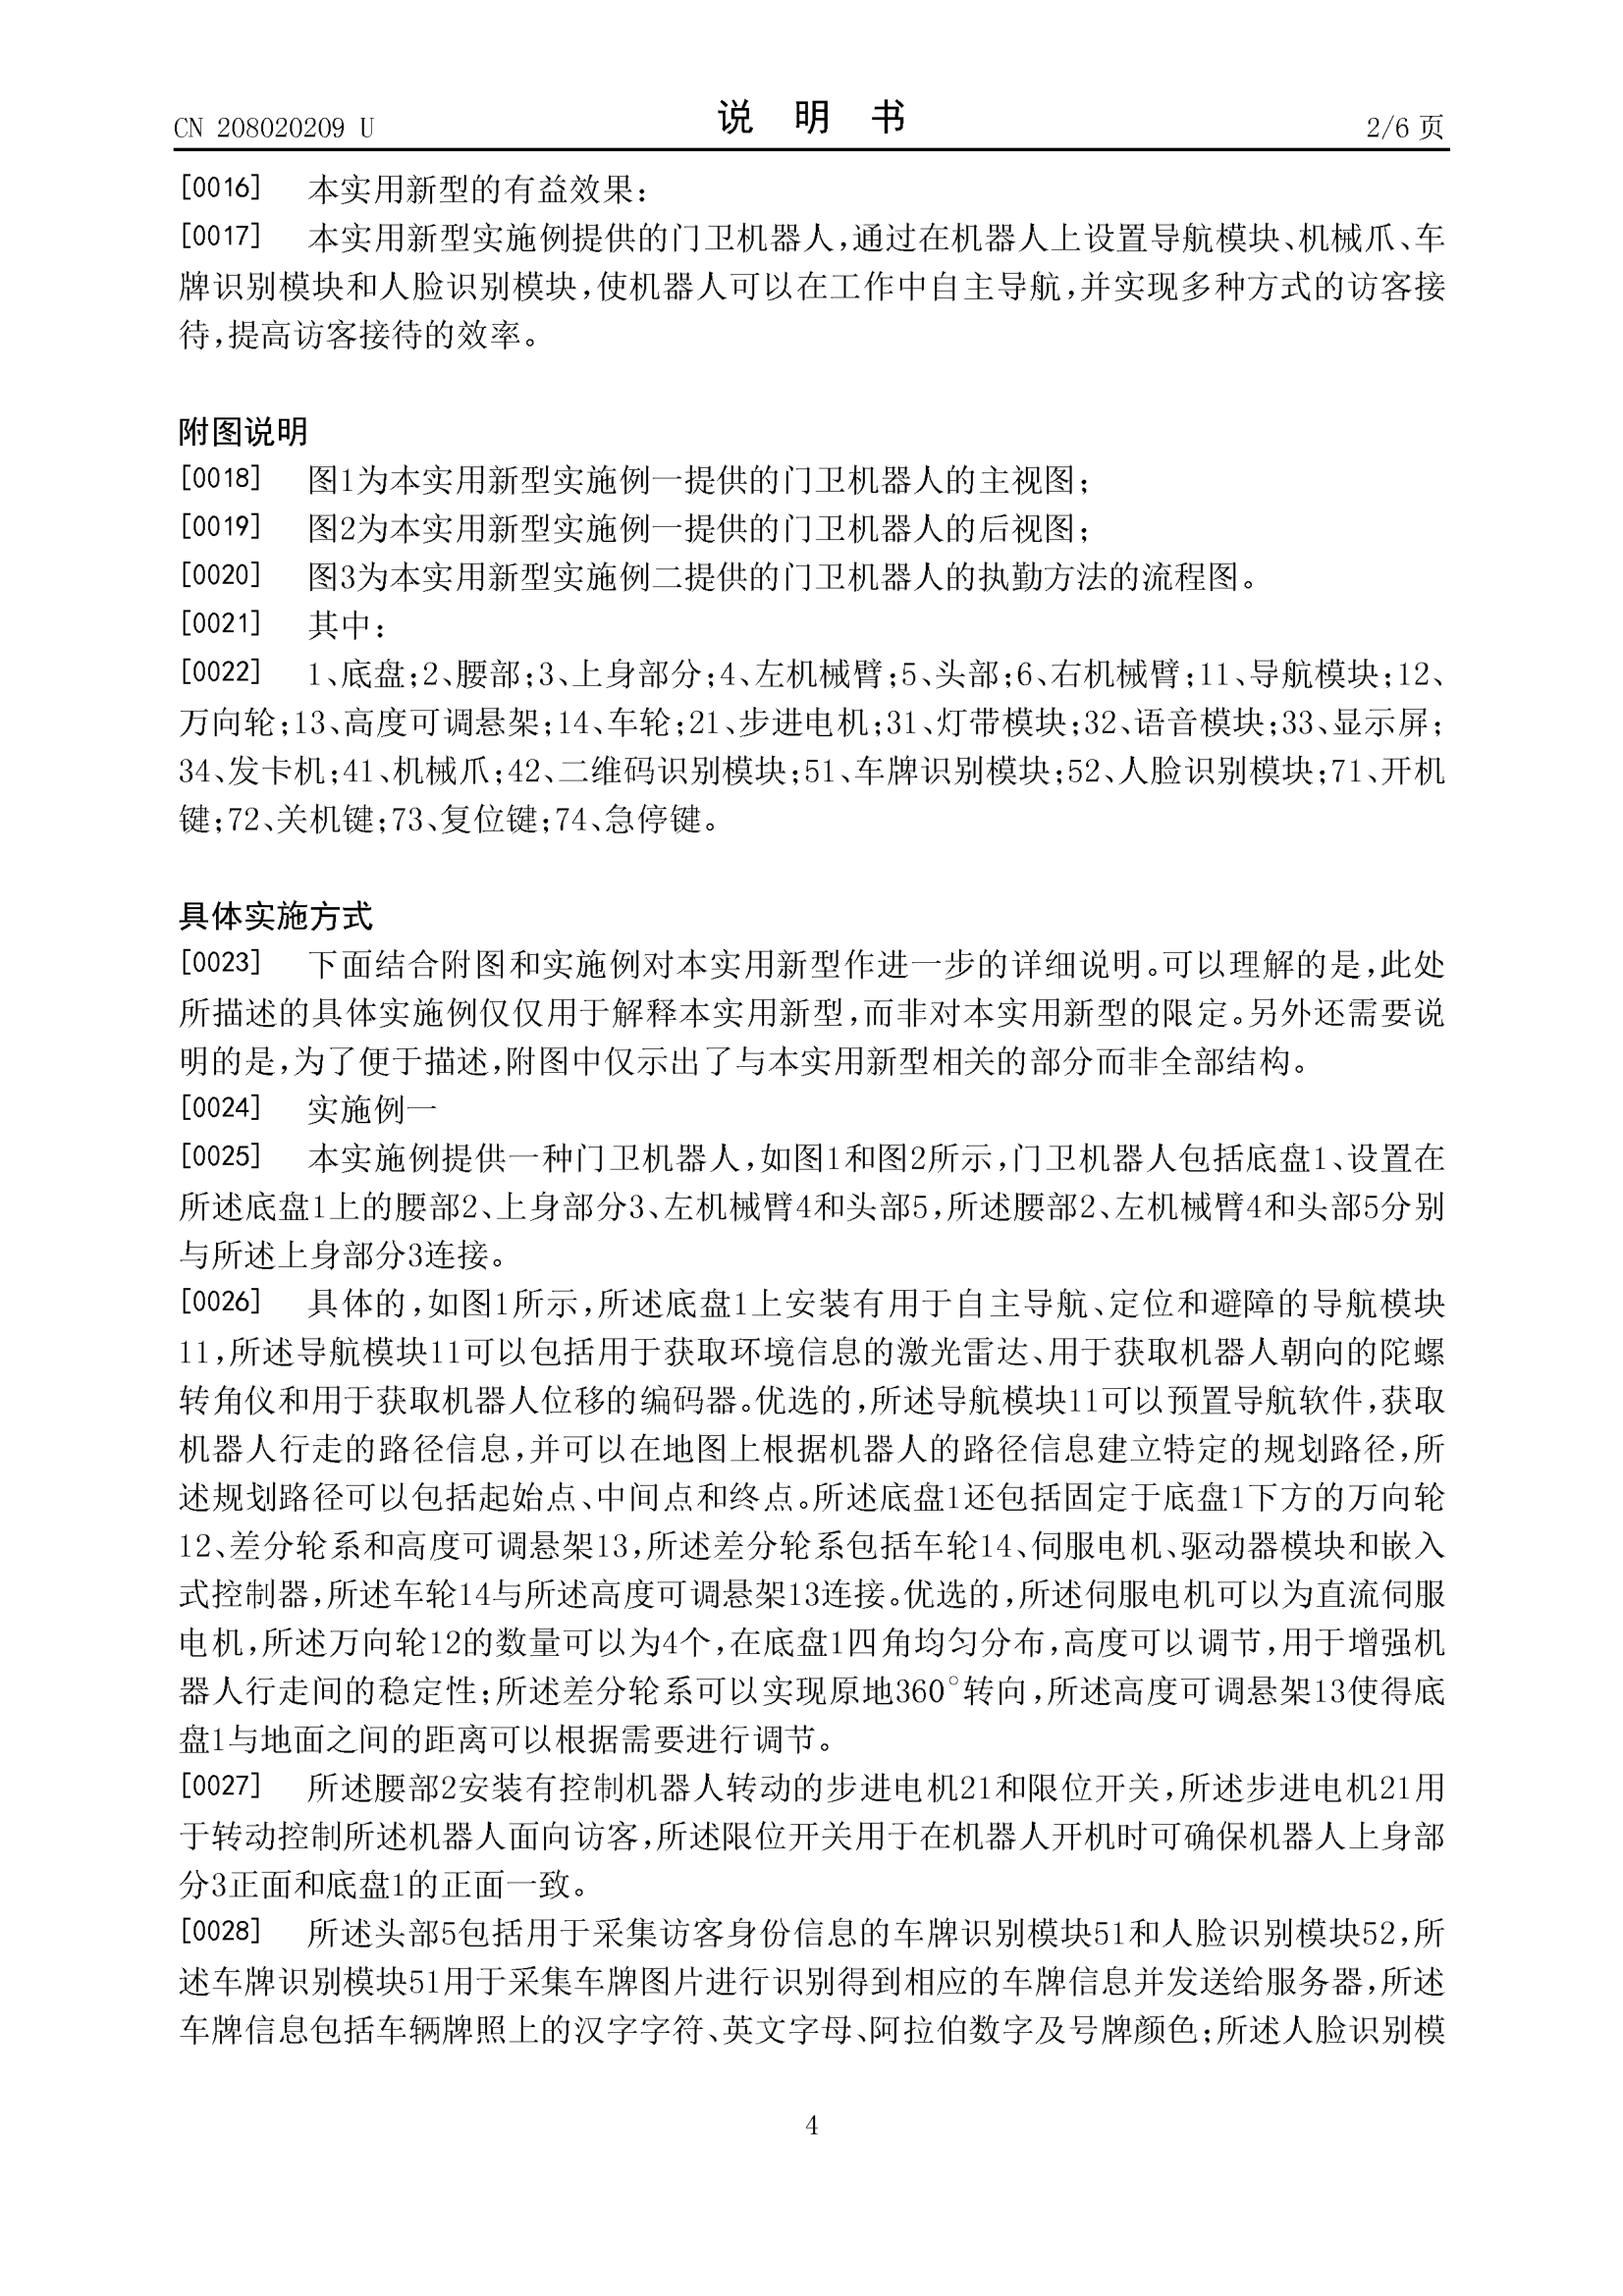 CN 208020209 U
说 明 书
2/6 页
[0016] 本实用新型的有益效果：
[0017] 本实用新型实施例提供的门卫机器人,通过在机器人上设置导航模块、机械爪、车
牌识别模块和人脸识别模块,使机器人可以在工作中自主导航,并实现多种方式的访客接
待,提高访客接待的效率。
附图说明
[0018] 图1为本实用新型实施例一提供的门卫机器人的主视图；
[0019] 图2为本实用新型实施例一提供的门卫机器人的后视图；
[0020] 图3为本实用新型实施例二提供的门卫机器人的执勤方法的流程图。
[0021] 其中：
[0022] 1、底盘;2、腰部;3、上身部分;4、左机械臂;5、头部;6、右机械臂;11、导航模块;12、
万向轮;13、高度可调悬架;14、车轮;21、步进电机;31、灯带模块;32、语音模块;33、显示屏;
34、发卡机;41、机械爪;42、二维码识别模块;51、车牌识别模块;52、人脸识别模块;71、开机
键;72、关机键;73、复位键;74、急停键。
具体实施方式
[0023] 下面结合附图和实施例对本实用新型作进一步的详细说明。可以理解的是,此处
所描述的具体实施例仅仅用于解释本实用新型,而非对本实用新型的限定。另外还需要说
明的是,为了便于描述,附图中仅示出了与本实用新型相关的部分而非全部结构。
[0024] 实施例一
[0025] 本实施例提供一种门卫机器人,如图1和图2所示,门卫机器人包括底盘1、设置在
所述底盘1上的腰部2、上身部分3、左机械臂4和头部5,所述腰部2、左机械臂4和头部5分别
与所述上身部分3连接。
[0026] 具体的,如图1所示,所述底盘1上安装有用于自主导航、定位和避障的导航模块
11,所述导航模块11可以包括用于获取环境信息的激光雷达、用于获取机器人朝向的陀螺
转角仪和用于获取机器人位移的编码器。优选的,所述导航模块11可以预置导航软件,获取
机器人行走的路径信息,并可以在地图上根据机器人的路径信息建立特定的规划路径,所
述规划路径可以包括起始点、中间点和终点。所述底盘1还包括固定于底盘1下方的万向轮
12、差分轮系和高度可调悬架13,所述差分轮系包括车轮14、伺服电机、驱动器模块和嵌入
式控制器,所述车轮14与所述高度可调悬架13连接。优选的,所述伺服电机可以为直流伺服
电机,所述万向轮12的数量可以为4个,在底盘1四角均匀分布,高度可以调节,用于增强机
器人行走间的稳定性;所述差分轮系可以实现原地360°转向,所述高度可调悬架13使得底
盘1与地面之间的距离可以根据需要进行调节。
[0027] 所述腰部2安装有控制机器人转动的步进电机21和限位开关,所述步进电机21用
于转动控制所述机器人面向访客,所述限位开关用于在机器人开机时可确保机器人上身部
分3正面和底盘1的正面一致。
[0028] 所述头部5包括用于采集访客身份信息的车牌识别模块51和人脸识别模块52,所
述车牌识别模块51用于采集车牌图片进行识别得到相应的车牌信息并发送给服务器,所述
车牌信息包括车辆牌照上的汉字字符、英文字母、阿拉伯数字及号牌颜色;所述人脸识别模
4